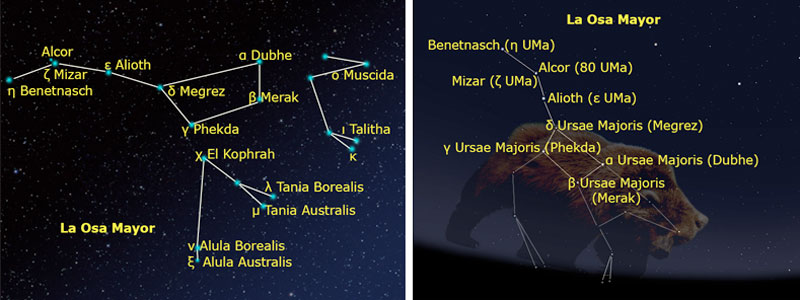 Alcor
ζ Mizar
η Benetnasch
ε Alioth
α Dubhe
ο Muscida
δ Megrez
β Merak
γ Phekda
ι Talitha
κ
χ El Kophrah
λ Tania Borealis
μ Tania Australis
La Osa Mayor
ν Alula Borealis
ξ Alula Australis
La Osa Mayor
Benetnasch (η UMa)
Alcor (80 UMa)
Mizar (ζ UMa)
Alioth (ε UMa)
δ Ursae Majoris (Megrez)
γ Ursae Majoris (Phekda)
α Ursae Majoris (Dubhe)
β Ursae Majoris
(Merak)